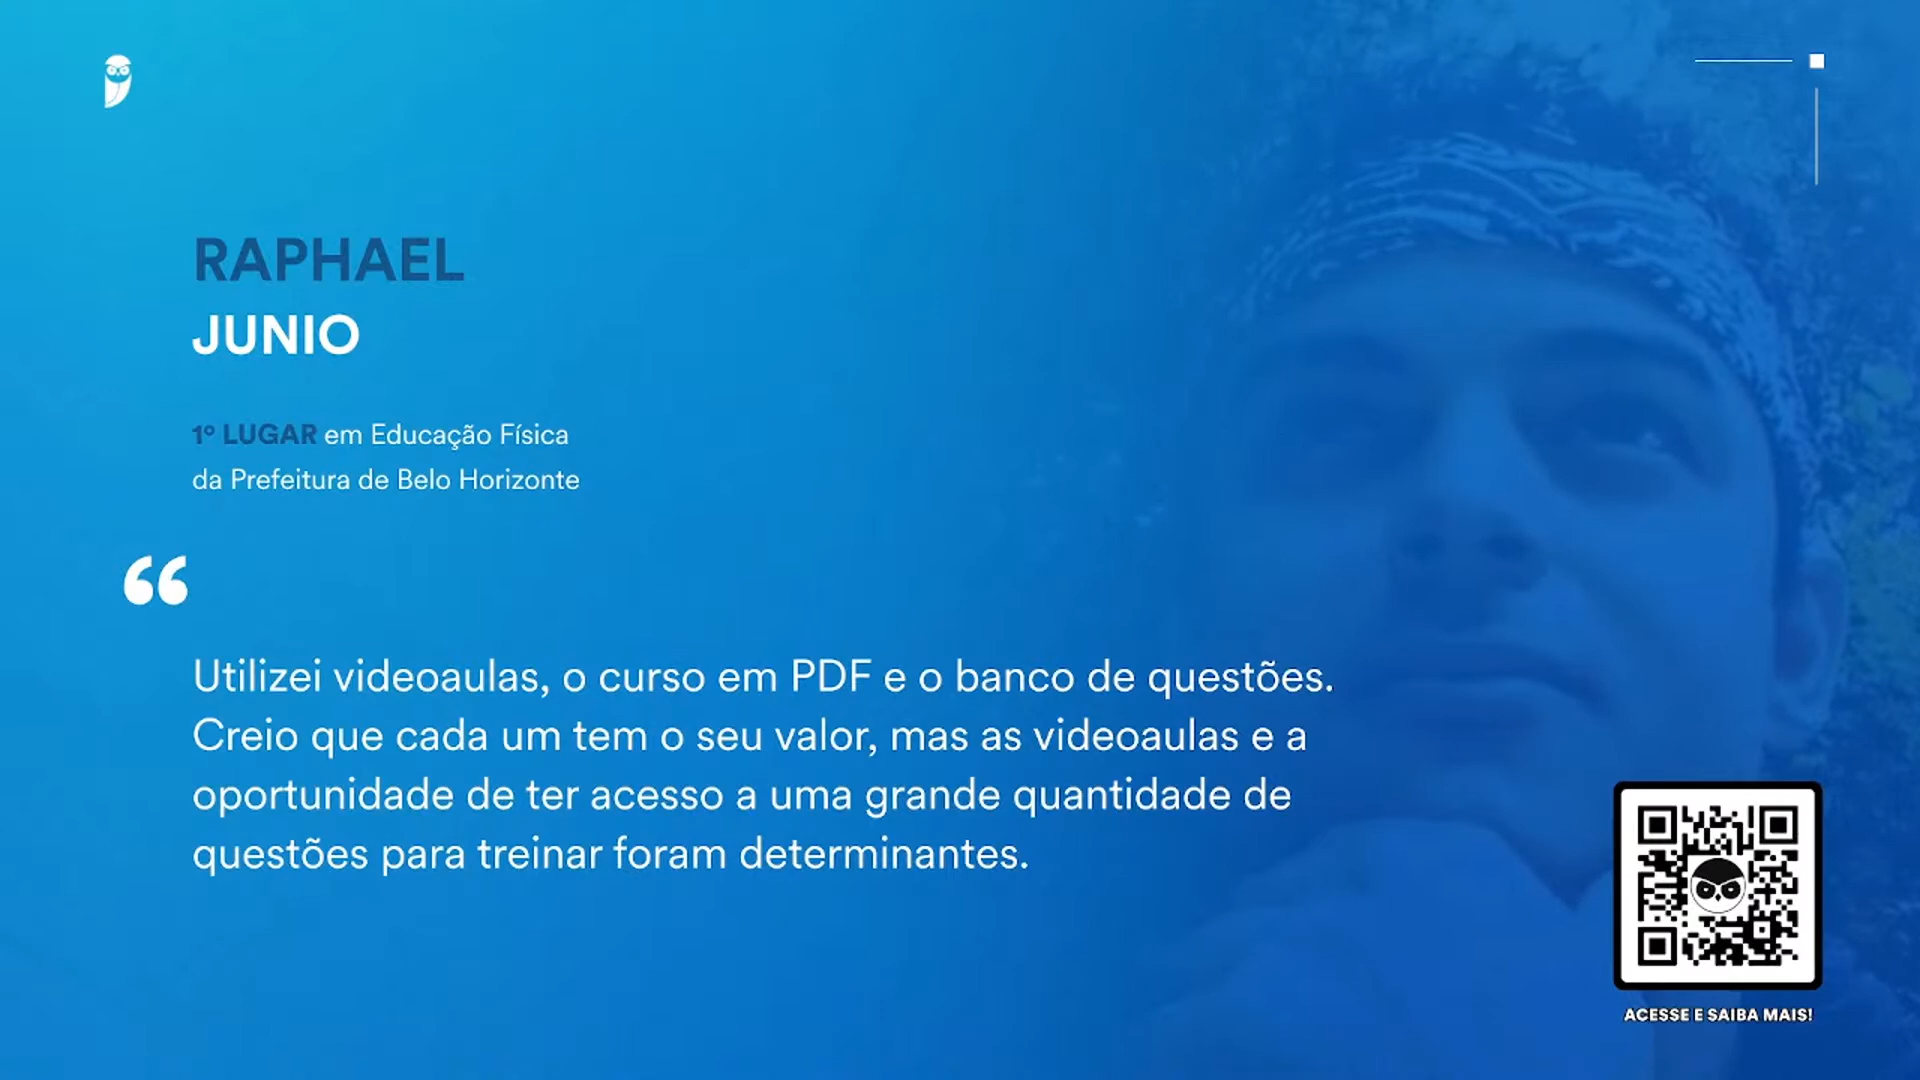 RAPHAEL
JUNIO
1º LUGAR em Educação Física
da Prefeitura de Belo Horizonte
“
Utilizei videoaulas, o curso em PDF e o banco de questões.
Creio que cada um tem o seu valor, mas as videoaulas e a
oportunidade de ter acesso a uma grande quantidade de
questões para treinar foram determinantes.
ACESSE E SAIBA MAIS!